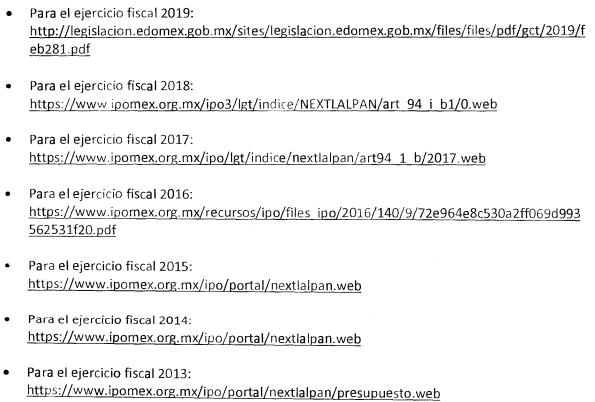 • Para el ejercicio fiscal 2019:
http://legislacion.edomex.gob.mx/sites/legislacion.edomex.gob.mx/files/files/pdf/gct/2019/f
eb281.pdf
• Para el ejercicio fiscal 2018:
https://www.ipomex.org.mx/ipo3/lgt/indice/NEXTLALPAN/art_94_i_b1/0.web
• Para el ejercicio fiscal 2017:
https://www.ipomex.org.mx/ipo/lgt/indice/nextlalpan/art94_1_b/2017.web
• Para el ejercicio fiscal 2016:
https://www.ipomex.org.mx/recursos/ipo/files_ipo/2016/140/9/72e964e8c530a2ff069d993
562531f20.pdf
• Para el ejercicio fiscal 2015:
https://www.ipomex.org.mx/ipo/portal/nextlalpan.web
• Para el ejercicio fiscal 2014:
https://www.ipomex.org.mx/ipo/portal/nextlalpan.web
• Para el ejercicio fiscal 2013:
https://www.ipomex.org.mx/ipo/portal/nextlalpan/presupuesto.web